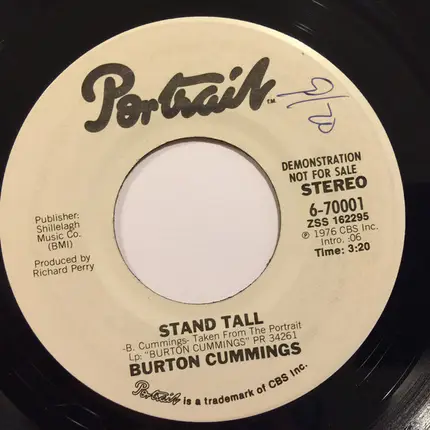 Portrait™
DEMONSTRATION
NOT FOR SALE
STEREO
6-70001
ZSS 162295
℗ 1976 CBS Inc.
Intro. :06
Time: 3:20
Publisher:
Shillelagh
Music Co.
(BMI)
Produced by
Richard Perry
STAND TALL
-B. Cummings- Taken From The Portrait
Lp: "BURTON CUMMINGS" PR 34261
BURTON CUMMINGS
Portrait is a trademark of CBS Inc.